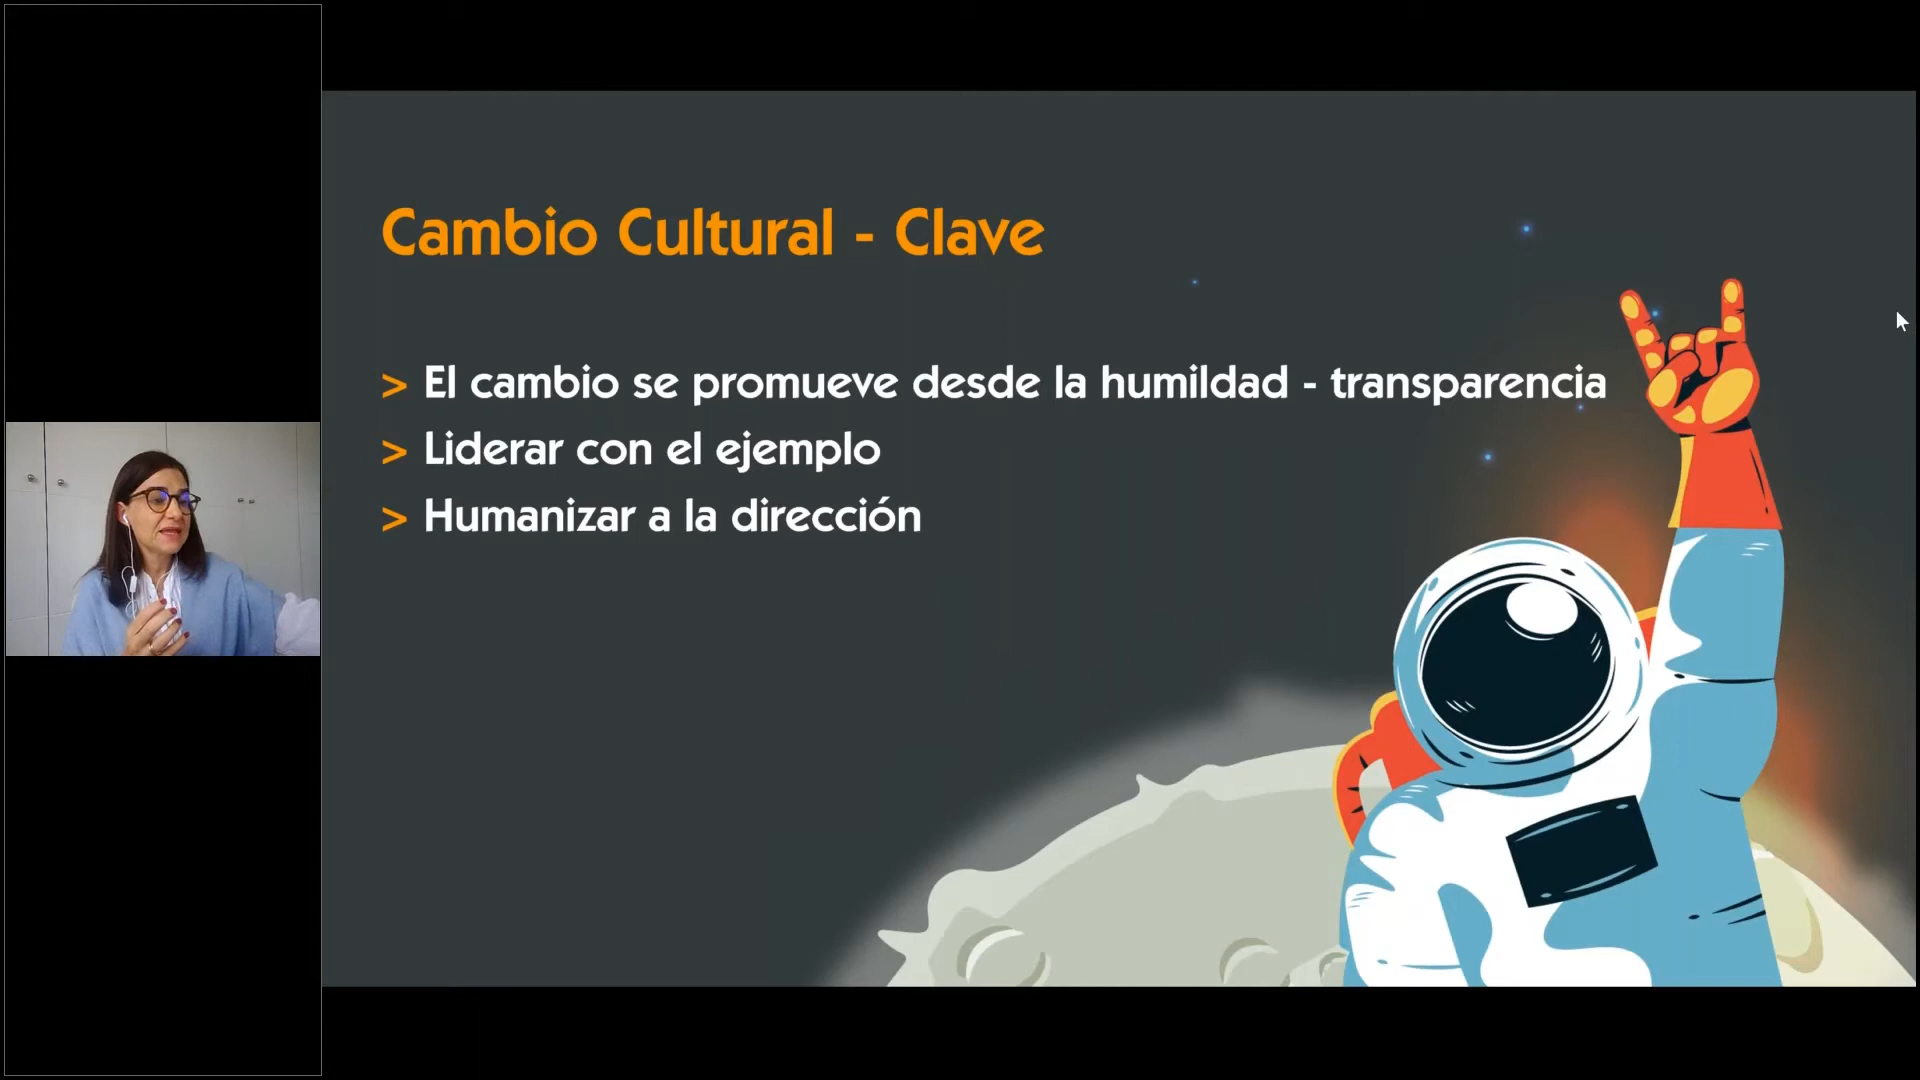 Cambio Cultural - Clave
> El cambio se promueve desde la humildad - transparencia
> Liderar con el ejemplo
> Humanizar a la dirección